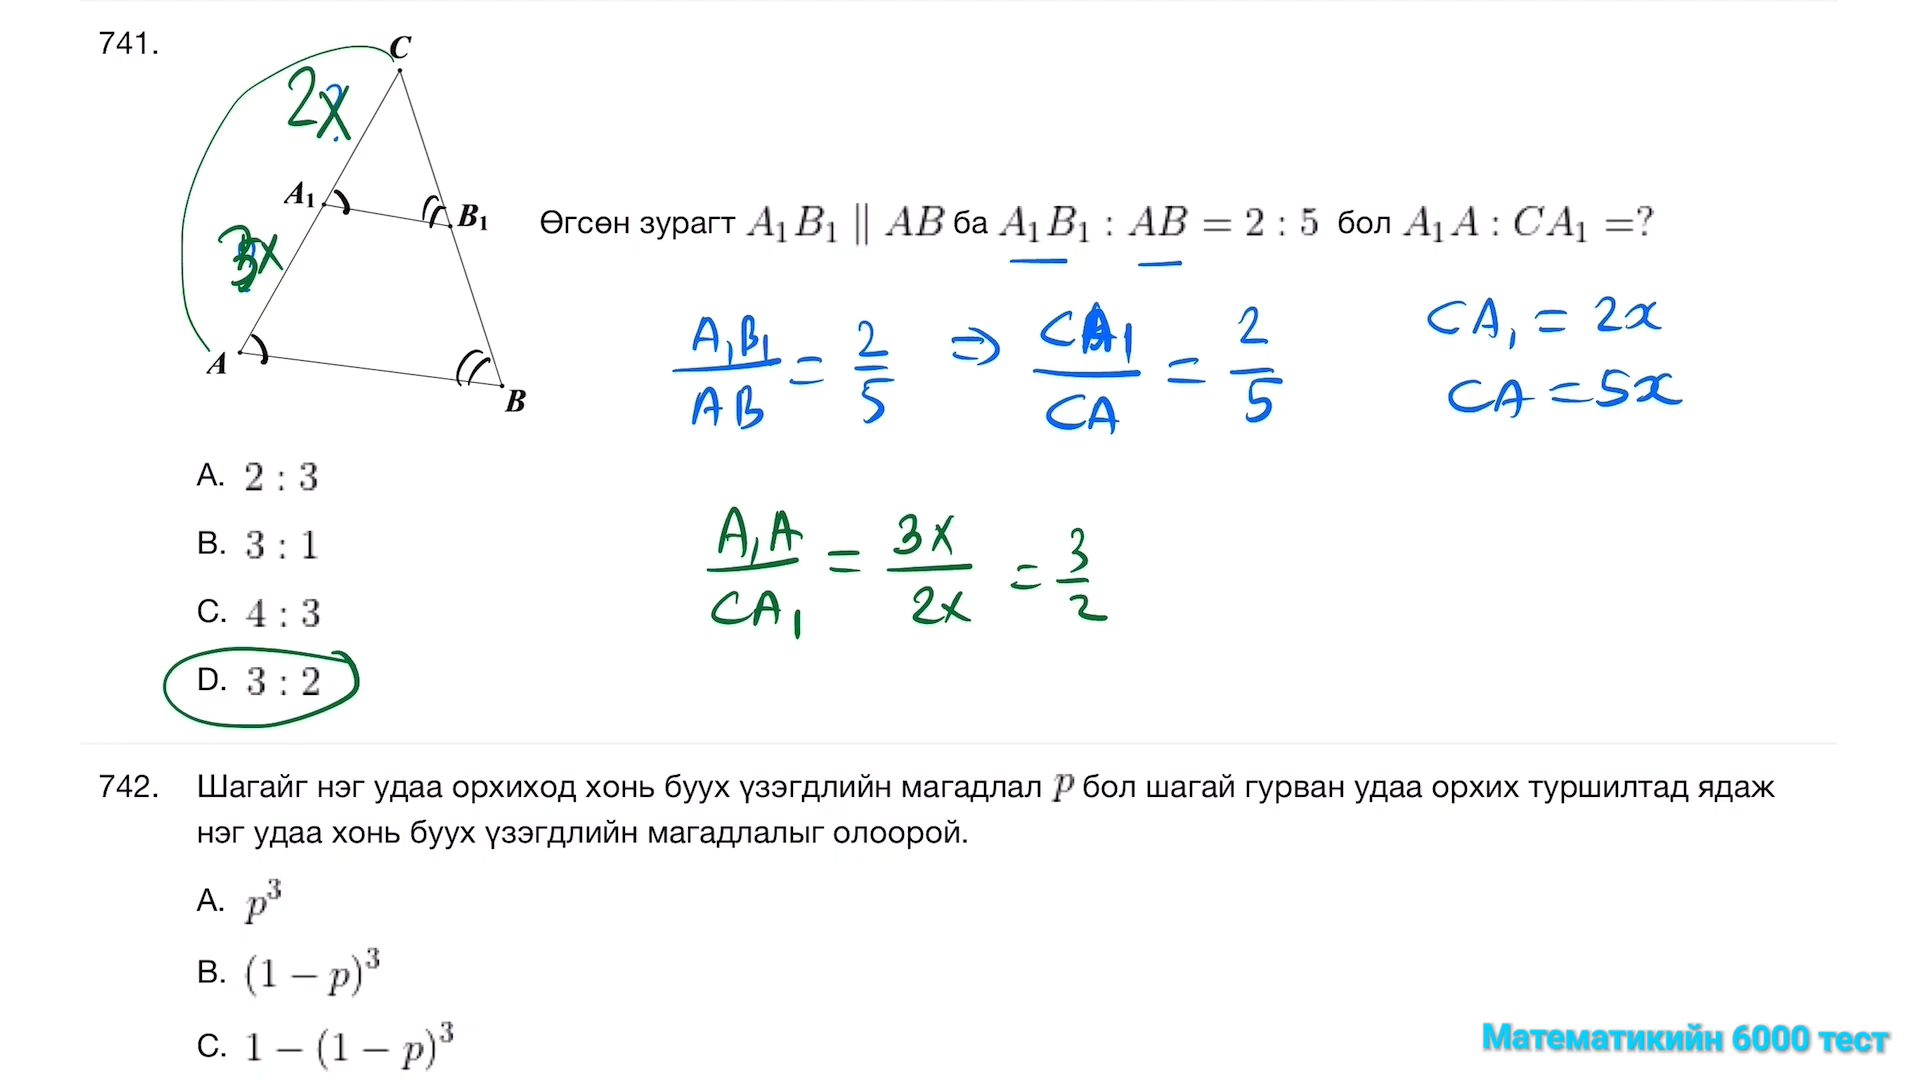 741.
C
2x
A₁
B₁
3x
A
B
Өгсөн зурагт A₁B₁ || AB ба A₁B₁ : AB = 2 : 5 бол A₁A : CA₁ =?
A₁B₁/AB = 2/5 ⇒ CA₁/CA = 2/5
CA₁ = 2x
CA = 5x
A. 2 : 3
B. 3 : 1
C. 4 : 3
D. 3 : 2
A₁A/CA₁ = 3x/2x = 3/2
742. Шагайг нэг удаа орхиход хонь буух үзэгдлийн магадлал p бол шагай гурван удаа орхих туршилтад ядаж
нэг удаа хонь буух үзэгдлийн магадлалыг олоорой.
A. p³
B. (1 − p)³
C. 1 − (1 − p)³
Математикийн 6000 тест